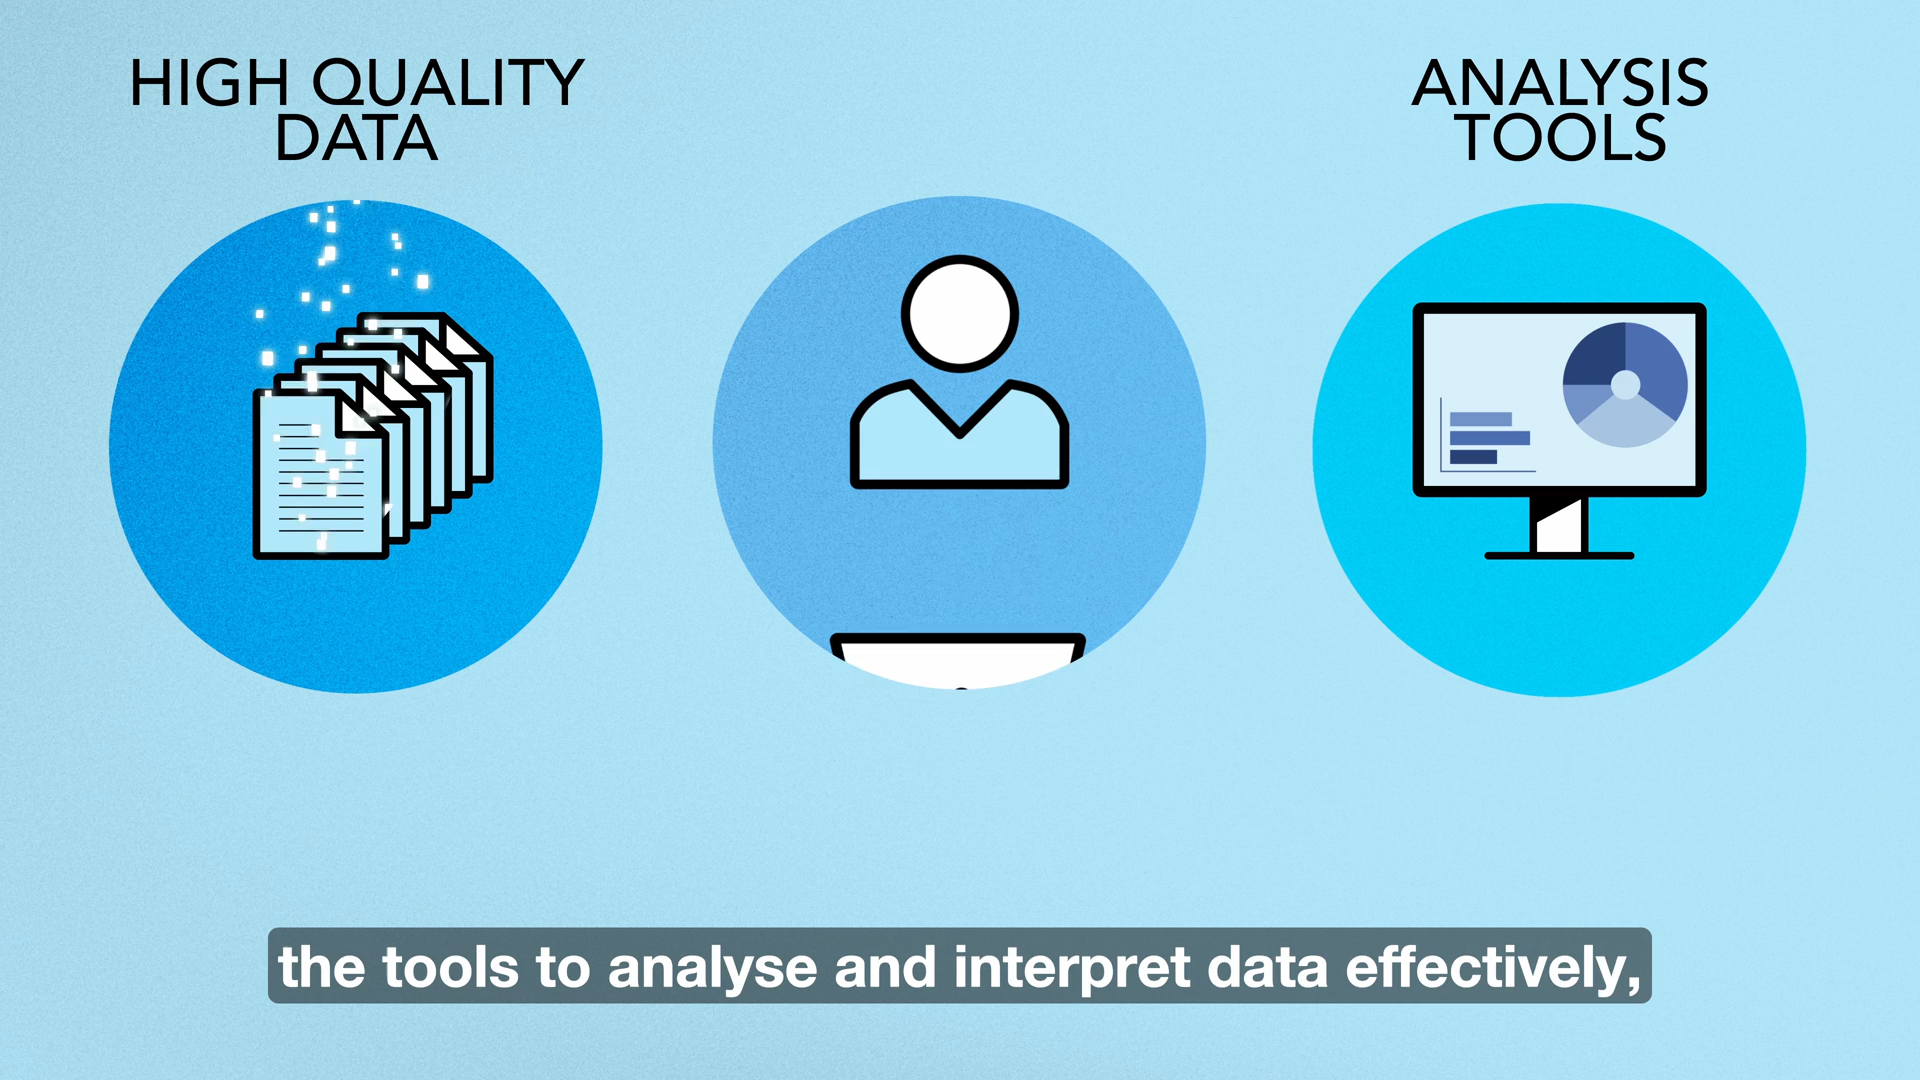 HIGH QUALITY
DATA
ANALYSIS
TOOLS
the tools to analyse and interpret data effectively,